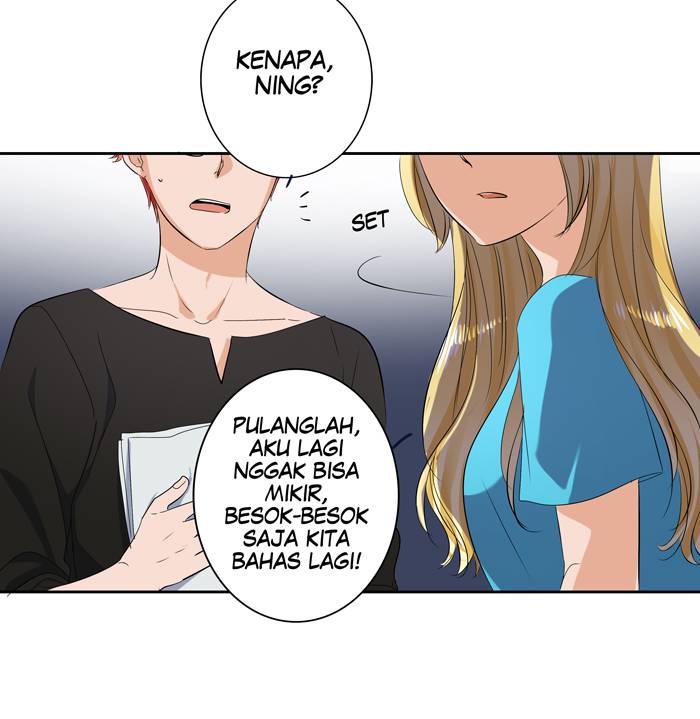 KENAPA,
NING?
SET
PULANGLAH,
AKU LAGI
NGGAK BISA
MIKIR,
BESOK-BESOK
SAJA KITA
BAHAS LAGI!